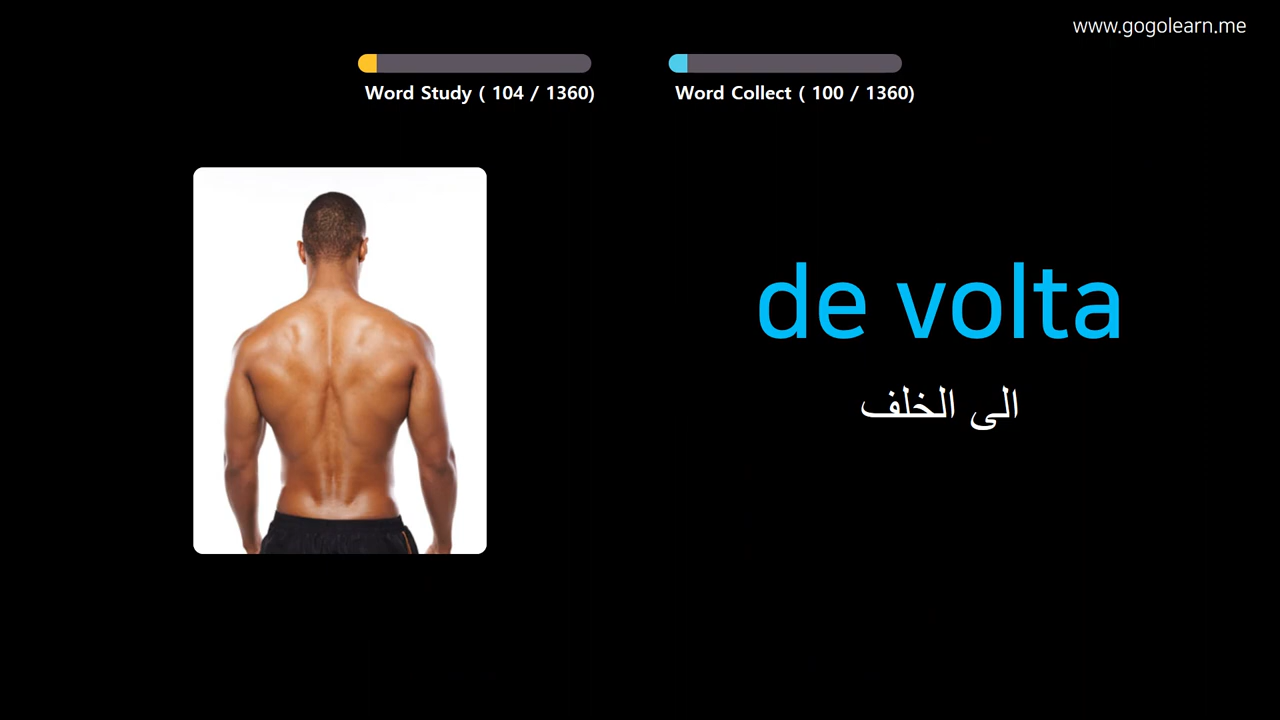 www.gogolearn.me
Word Study ( 104 / 1360)
Word Collect ( 100 / 1360)
de volta
الى الخلف